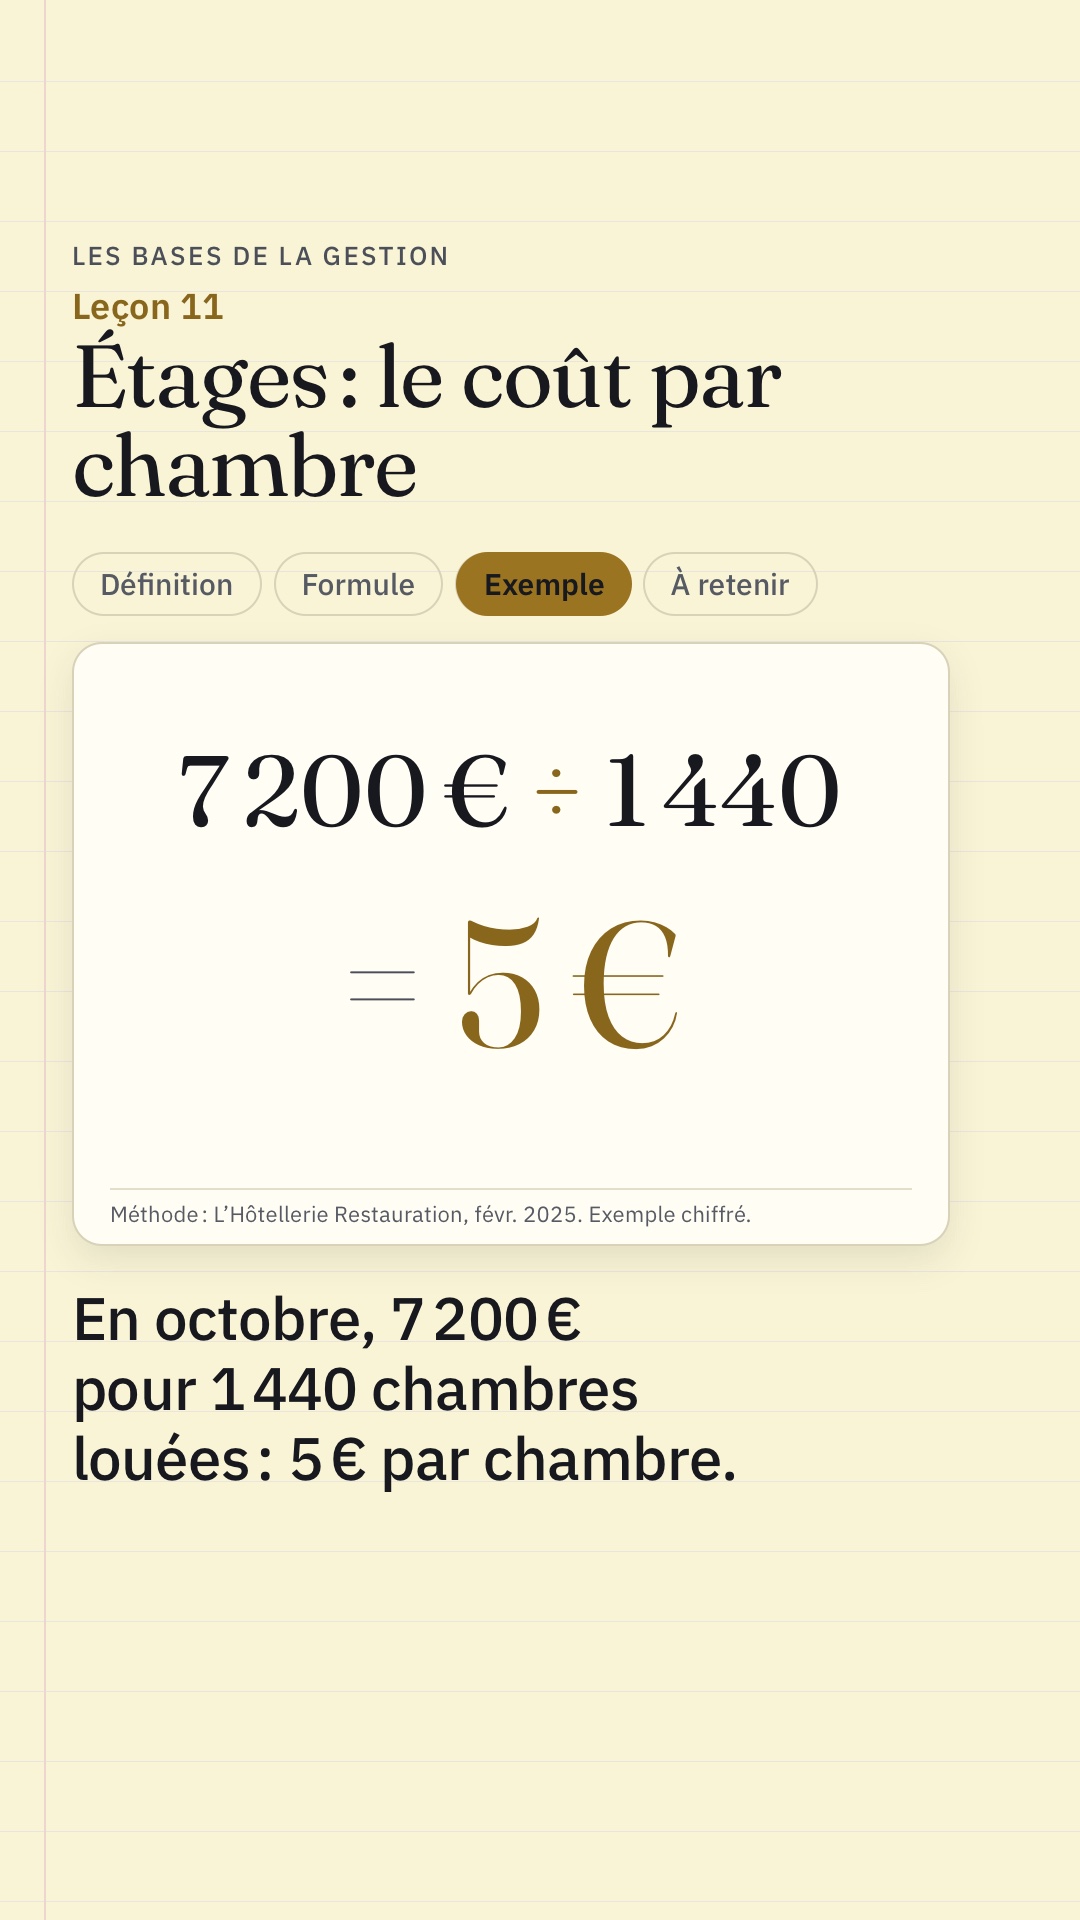 LES BASES DE LA GESTION
Leçon 11
Étages : le coût par
chambre
Définition
Formule
Exemple
À retenir
7 200 € ÷ 1 440
= 5 €
Méthode : L’Hôtellerie Restauration, févr. 2025. Exemple chiffré.
En octobre, 7 200 €
pour 1 440 chambres
louées : 5 € par chambre.